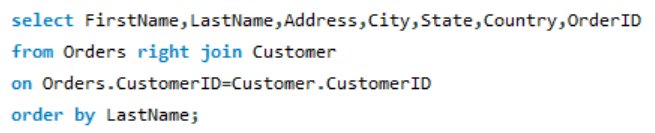 select FirstName,LastName,Address,City,State,Country,OrderID
from Orders right join Customer
on Orders.CustomerID=Customer.CustomerID
order by LastName;